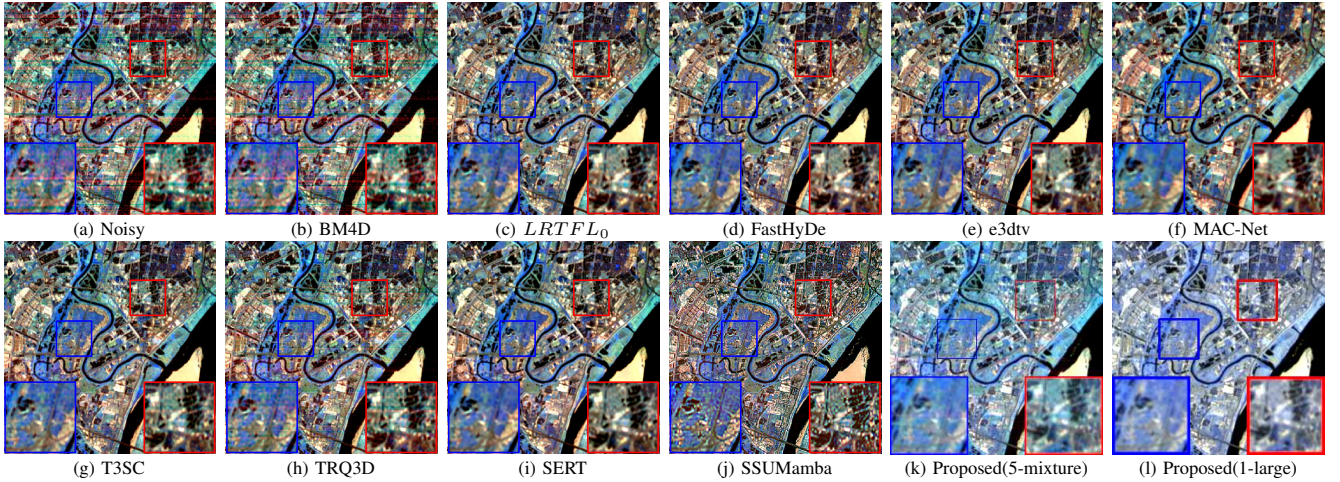 (a) Noisy
(b) BM4D
(c) LRTFL0
(d) FastHyDe
(e) e3dtv
(f) MAC-Net
(g) T3SC
(h) TRQ3D
(i) SERT
(j) SSUMamba
(k) Proposed(5-mixture)
(l) Proposed(1-large)